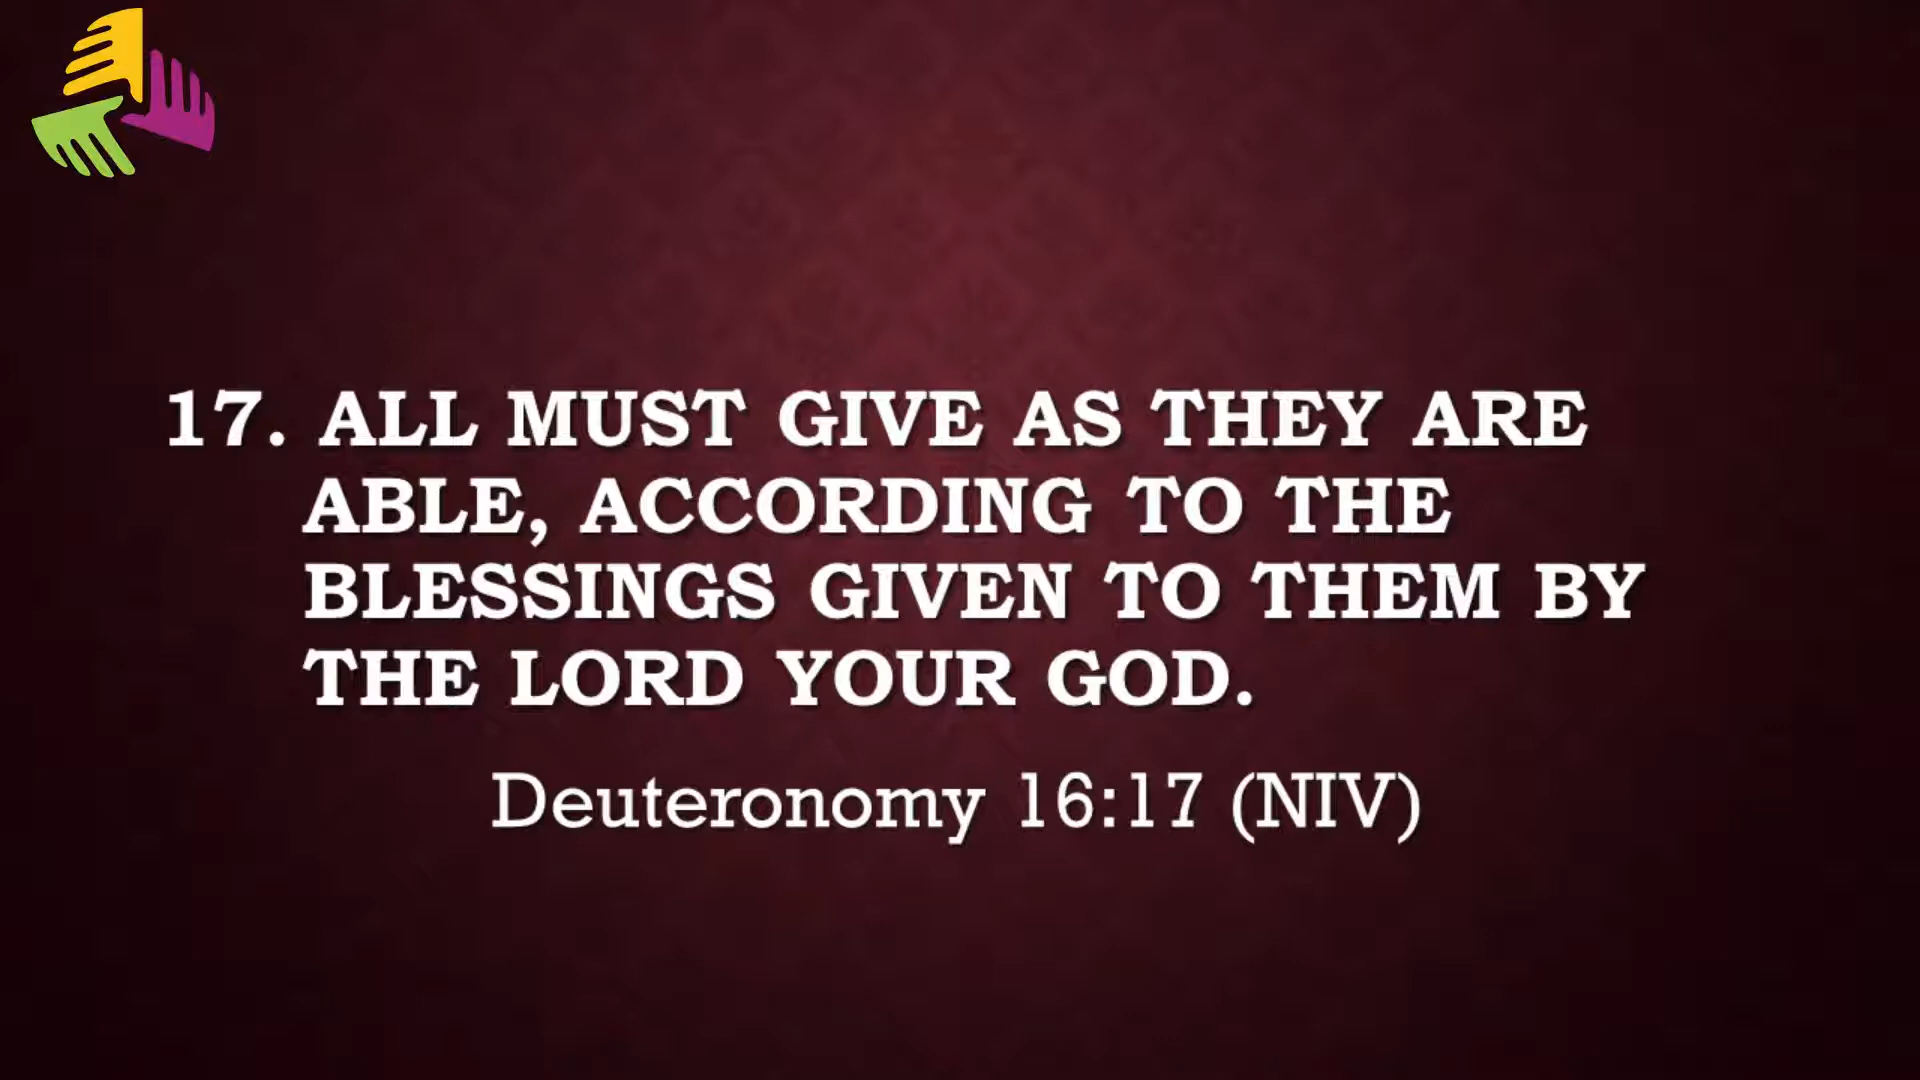 17. ALL MUST GIVE AS THEY ARE
ABLE, ACCORDING TO THE
BLESSINGS GIVEN TO THEM BY
THE LORD YOUR GOD.
Deuteronomy 16:17 (NIV)